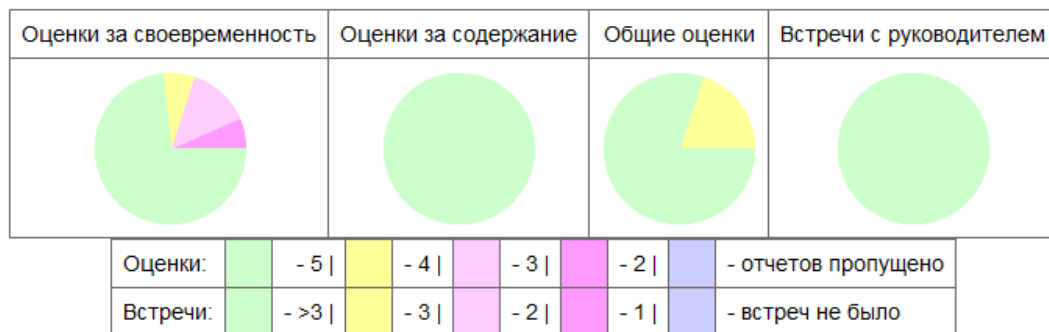 Оценки за своевременность Оценки за содержание Общие оценки Встречи с руководителем
Оценки: - 5 | - 4 | - 3 | - 2 | - отчетов пропущено
Встречи: - >3 | - 3 | - 2 | - 1 | - встреч не было